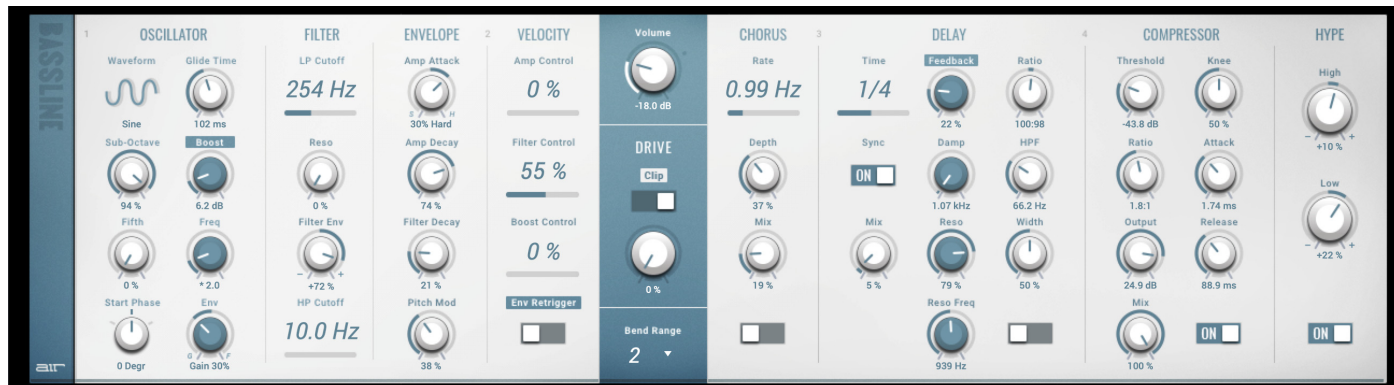 BASSLINE
1 OSCILLATOR FILTER ENVELOPE 2 VELOCITY Volume CHORUS 3 DELAY 4 COMPRESSOR HYPE
Waveform Glide Time LP Cutoff Amp Attack Amp Control Rate Time Feedback Ratio Threshold Knee
High
254 Hz 0 % 0.99 Hz 1/4
-18.0 dB
S H
Sine 102 ms 30% Hard 22 % 100:98 -43.8 dB 50 %
Sub-Octave Boost Reso Amp Decay Filter Control DRIVE Depth Sync Damp HPF Ratio Attack
- +
+10 %
55 % Clip ON
94 % 6.2 dB 0 % 74 % 37 % 1.07 kHz 66.2 Hz 1.8:1 1.74 ms
Low
Fifth Freq Filter Env Filter Decay Boost Control Mix Mix Reso Width Output Release
0 %
- +
- +
+22 %
0 % * 2.0 +72 % 21 % 0 % 19 % 5 % 79 % 50 % 24.9 dB 88.9 ms
Start Phase Env HP Cutoff Pitch Mod Env Retrigger Reso Freq Mix
10.0 Hz Bend Range ON ON
2
G F
air 0 Degr Gain 30% 38 % 939 Hz 100 %